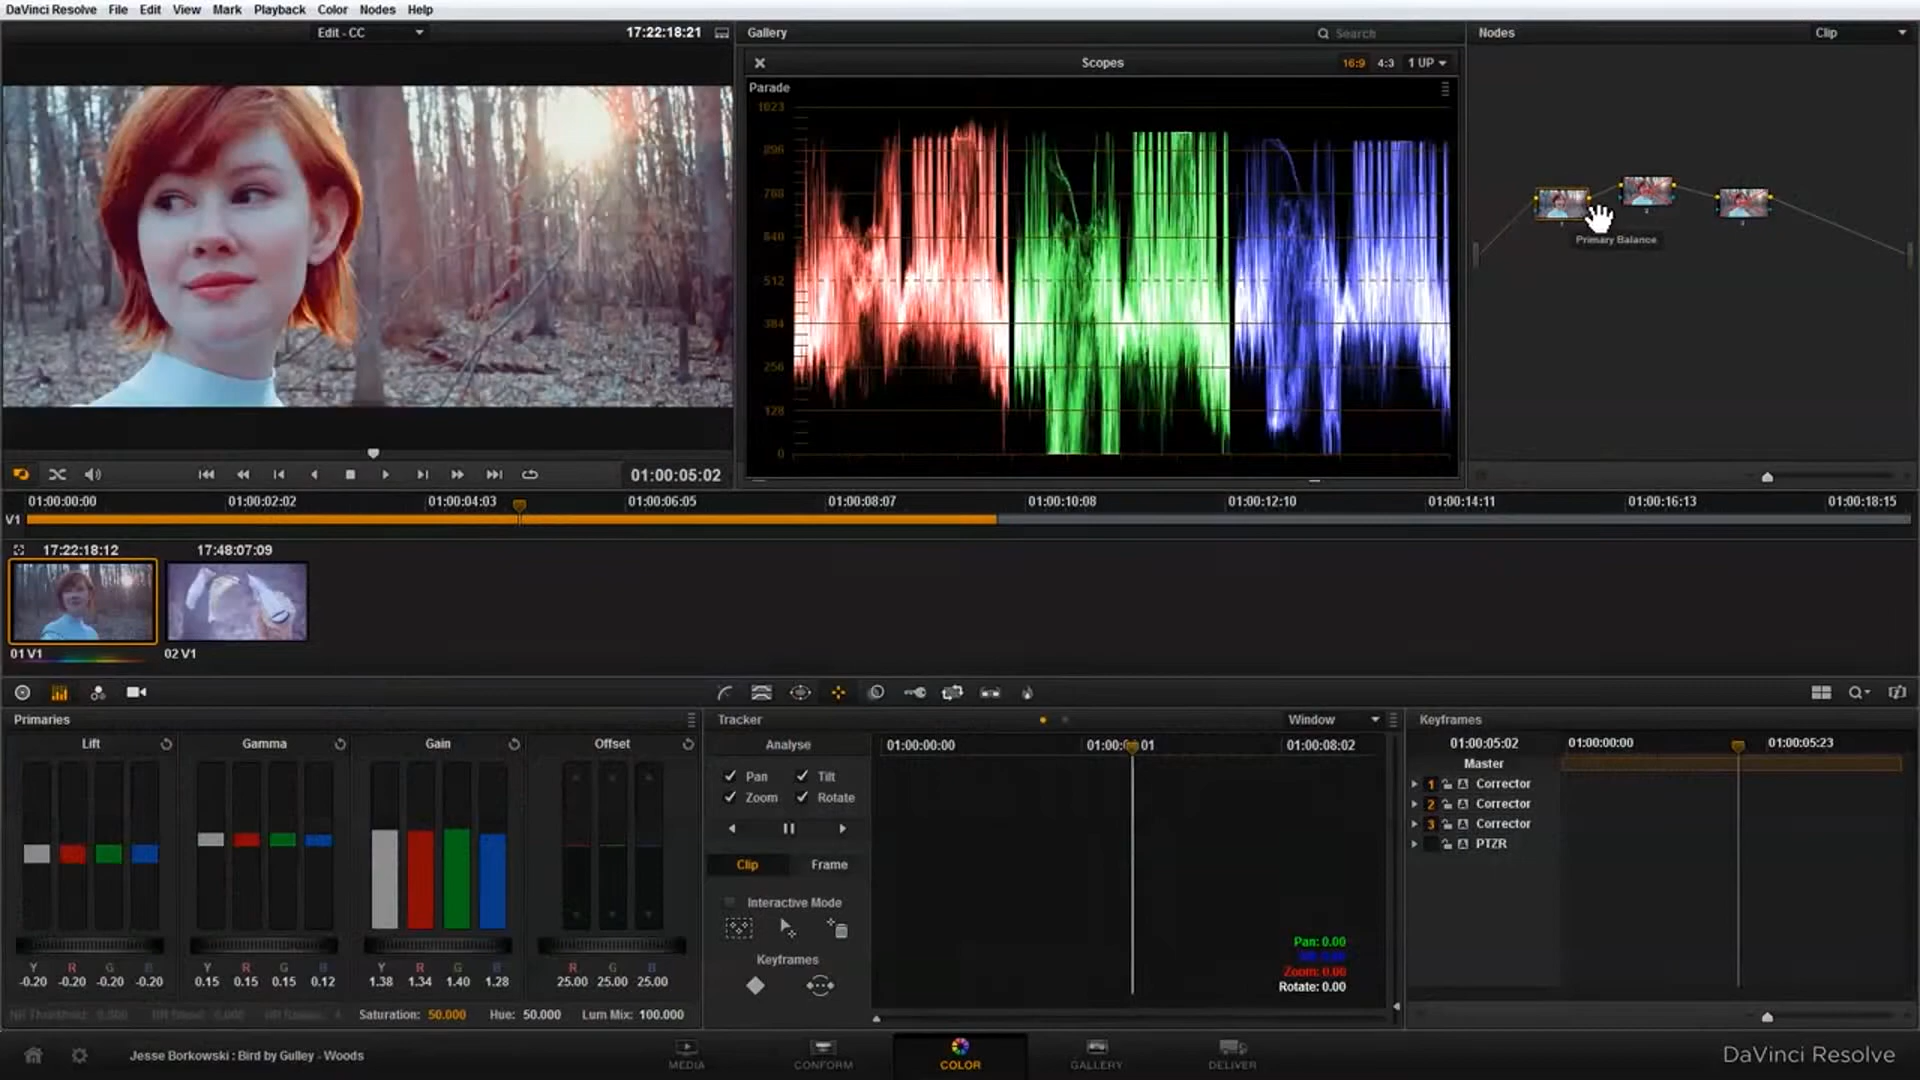 DaVinci Resolve File Edit View Mark Playback Color Nodes Help
Edit - CC 17:22:18:21 Gallery Search Nodes Clip
Scopes 16:9 4:3 1 UP
Parade
1023
896
768
640
512
384
256
128
0
1
2
3
Primary Balance
01:00:05:02
01:00:00:00 01:00:02:02 01:00:04:03 01:00:06:05 01:00:08:07 01:00:10:08 01:00:12:10 01:00:14:11 01:00:16:13 01:00:18:15
V1
17:22:18:12 17:48:07:09
01 V1 02 V1
Primaries Tracker Window Keyframes
Lift Gamma Gain Offset
Analyse
Pan Tilt
Zoom Rotate
Clip Frame
Interactive Mode
Keyframes
01:00:00:00 01:00: 01 01:00:08:02
Pan: 0.00
Zoom: 0.00
Rotate: 0.00
01:00:05:02 01:00:00:00 01:00:05:23
Master
1 Corrector
2 Corrector
3 Corrector
PTZR
Y R G B Y R G B Y R G B R G B
-0.20 -0.20 -0.20 -0.20 0.15 0.15 0.15 0.12 1.38 1.34 1.40 1.28 25.00 25.00 25.00
Saturation: 50.000 Hue: 50.000 Lum Mix: 100.000
Jesse Borkowski : Bird by Gulley - Woods
MEDIA CONFORM COLOR GALLERY DELIVER
DaVinci Resolve